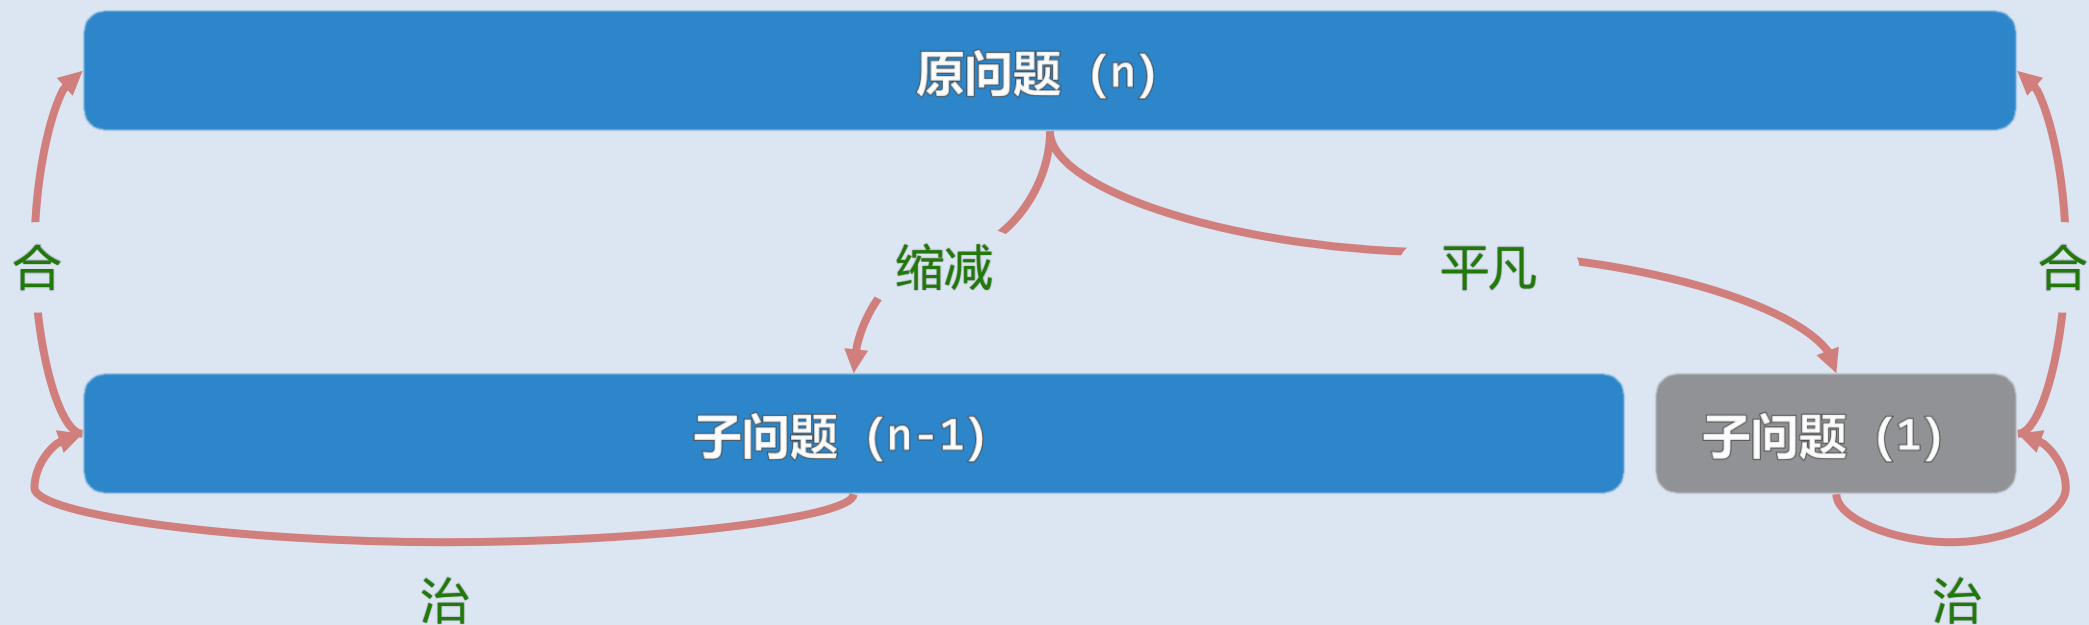 原问题 (n)
合 缩减 平凡 合
子问题 (n-1) 子问题 (1)
治 治